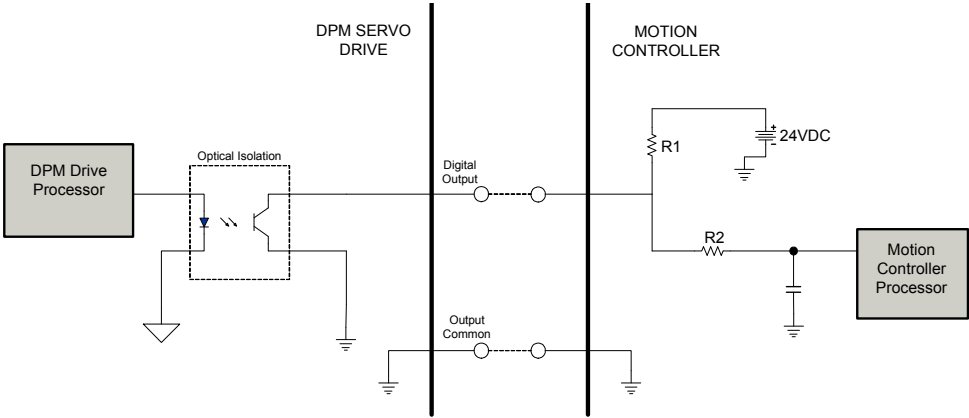 DPM SERVO
DRIVE
MOTION
CONTROLLER
DPM Drive
Processor
Optical Isolation
Digital
Output
R1
+
-
24VDC
R2
Motion
Controller
Processor
Output
Common